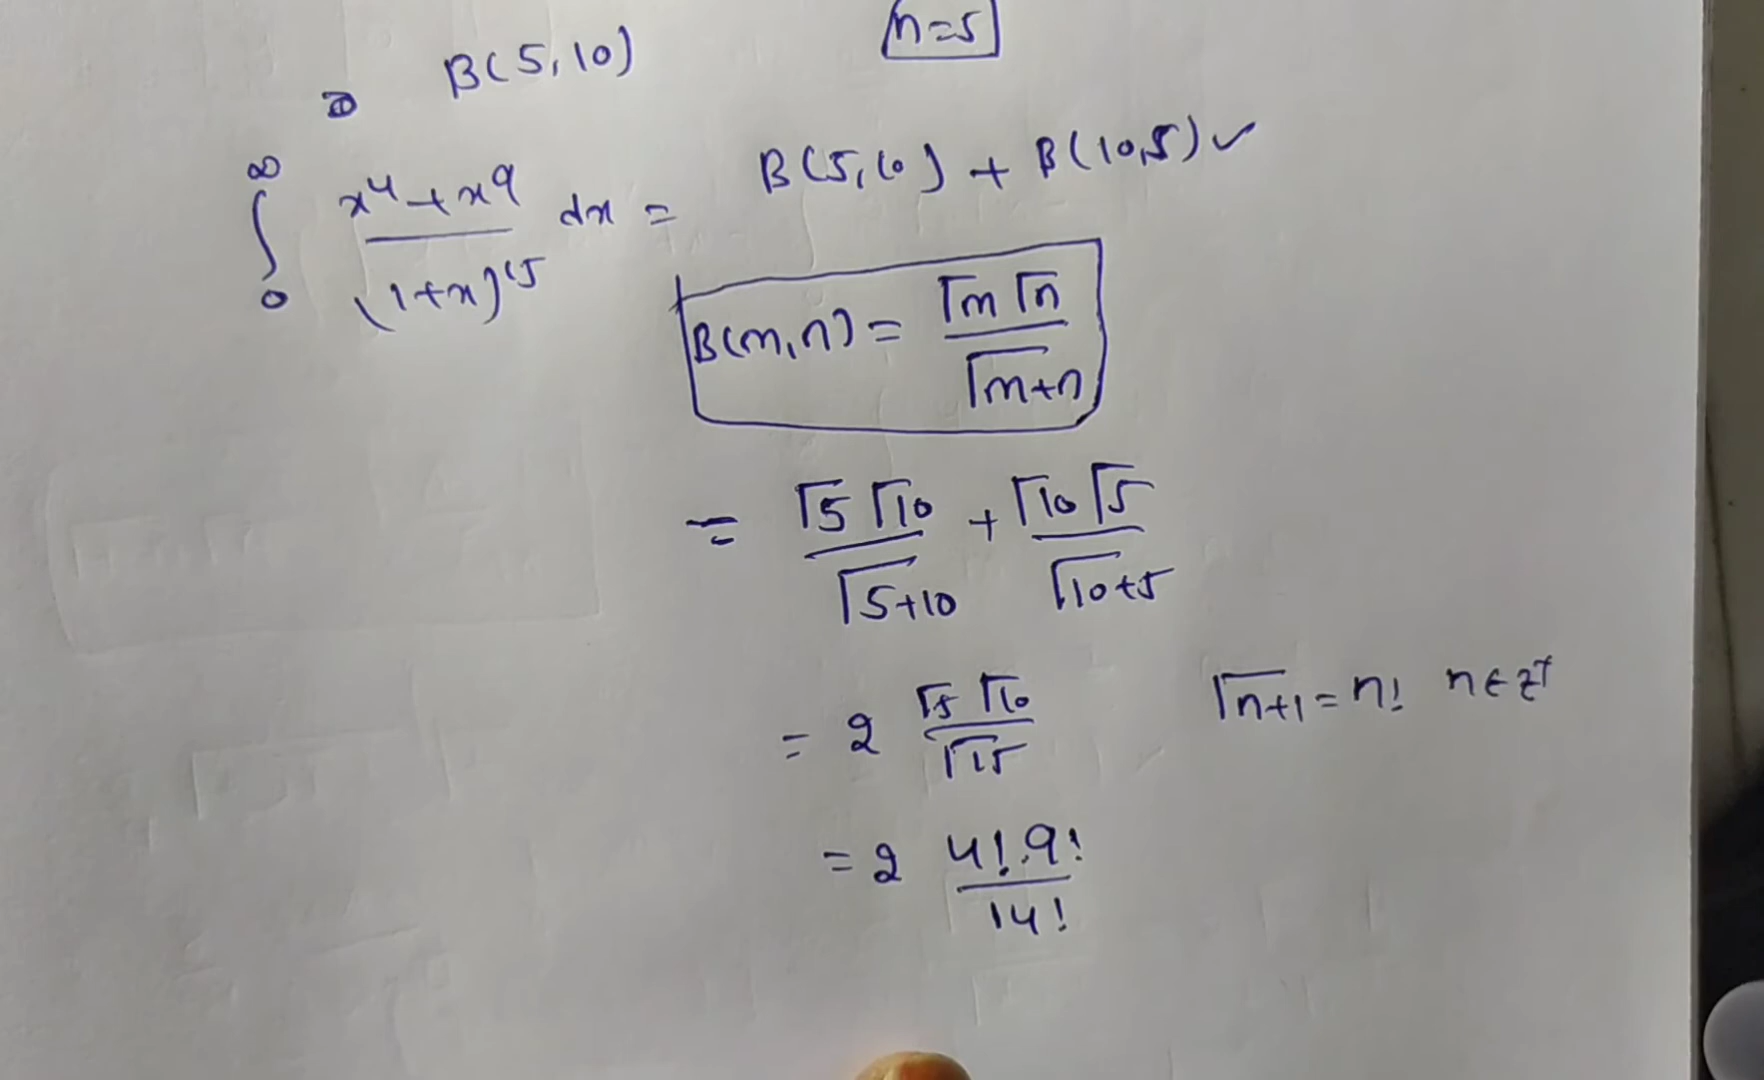 n=5
⇒ B(5,10)
∫₀^∞ (x⁴+x⁹)/(1+x)¹⁵ dx = B(5,10) + B(10,5) ✓
B(m,n) = Γm Γn / Γm+n
= Γ5 Γ10 / Γ5+10 + Γ10 Γ5 / Γ10+5
= 2 Γ5 Γ10 / Γ15 Γn+1 = n! n∈Z⁺
= 2 4!.9! / 14!